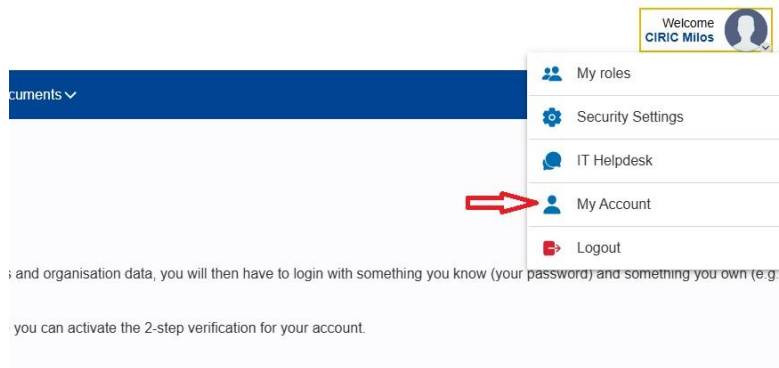 Welcome
CIRIC Milos
My roles
cuments
Security Settings
IT Helpdesk
My Account
Logout
and organisation data, you will then have to login with something you know (your password) and something you own (e.g.
you can activate the 2-step verification for your account.